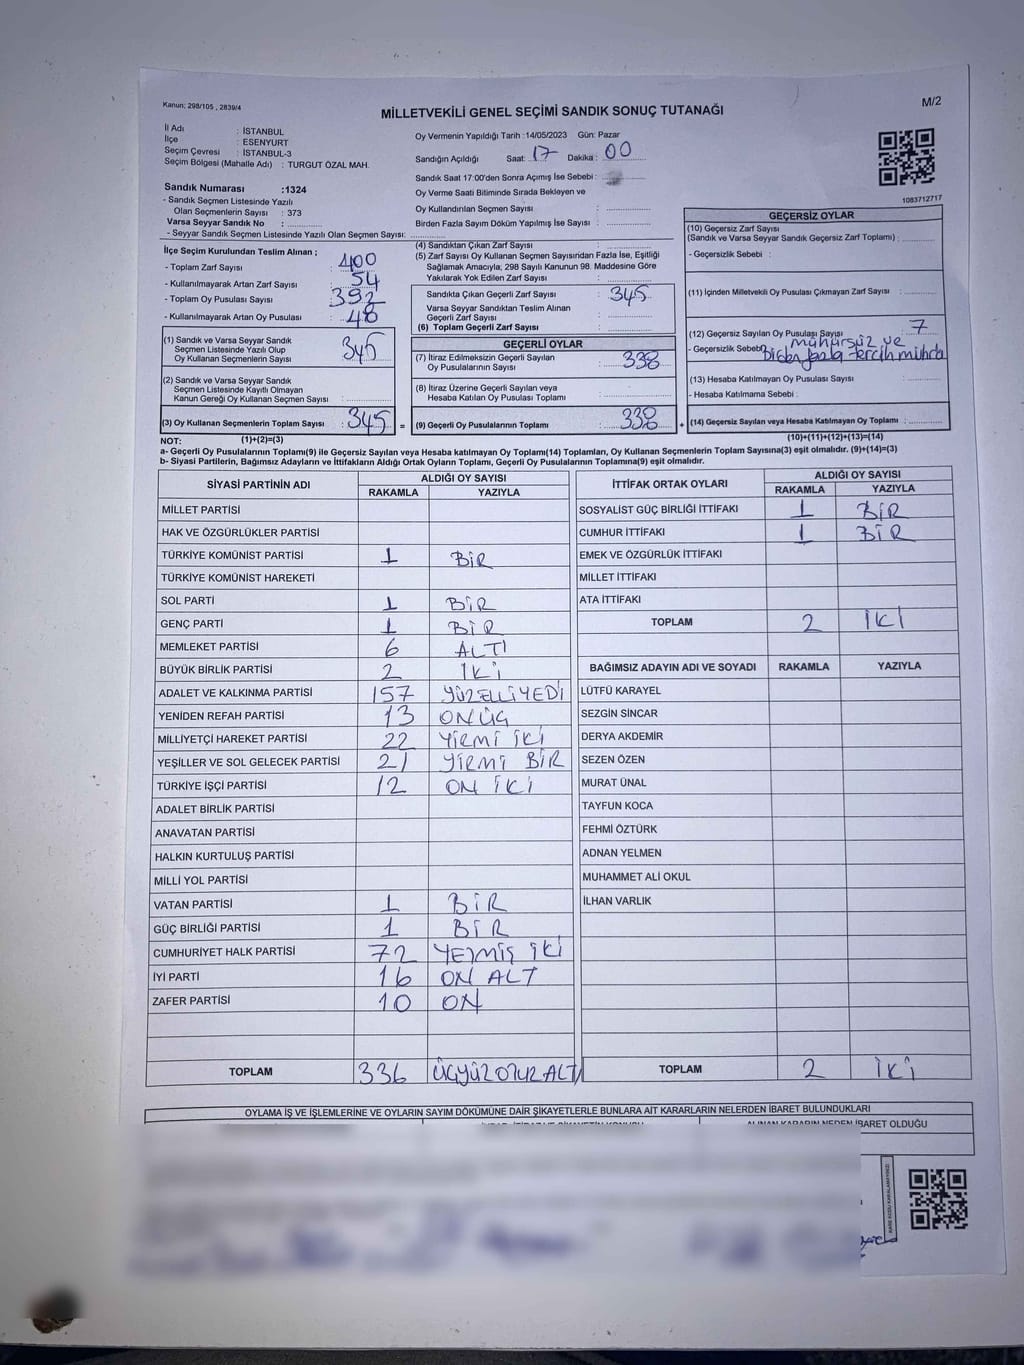 Kanun: 298/105 , 2839/4
MİLLETVEKİLİ GENEL SEÇİMİ SANDIK SONUÇ TUTANAĞI
M/2
İl Adı : İSTANBUL
İlçe : ESENYURT
Seçim Çevresi : İSTANBUL-3
Seçim Bölgesi (Mahalle Adı) : TURGUT ÖZAL MAH.
Sandık Numarası :1324
- Sandık Seçmen Listesinde Yazılı
Olan Seçmenlerin Sayısı : 373
Varsa Seyyar Sandık No :
- Seyyar Sandık Seçmen Listesinde Yazılı Olan Seçmen Sayısı:
Oy Vermenin Yapıldığı Tarih :14/05/2023 Gün: Pazar
Sandığın Açıldığı Saat: 17 Dakika : 00
Sandık Saat 17:00'den Sonra Açımış İse Sebebi :
Oy Verme Saati Bitiminde Sırada Bekleyen ve
Oy Kullandırılan Seçmen Sayısı :
Birden Fazla Sayım Döküm Yapılmış İse Sayısı :
1083712717
İlçe Seçim Kurulundan Teslim Alınan ;
- Toplam Zarf Sayısı : 400
- Kullanılmayarak Artan Zarf Sayısı : 54
- Toplam Oy Pusulası Sayısı : 392
- Kullanılmayarak Artan Oy Pusulası : 48
(1) Sandık ve Varsa Seyyar Sandık
Seçmen Listesinde Yazılı Olup
Oy Kullanan Seçmenlerin Sayısı : 345
(2) Sandık ve Varsa Seyyar Sandık
Seçmen Listesinde Kayıtlı Olmayan
Kanun Gereği Oy Kullanan Seçmen Sayısı :
(3) Oy Kullanan Seçmenlerin Toplam Sayısı : 345 =
(4) Sandıktan Çıkan Zarf Sayısı :
(5) Zarf Sayısı Oy Kullanan Seçmen Sayısından Fazla İse, Eşitliği
Sağlamak Amacıyla; 298 Sayılı Kanunun 98. Maddesine Göre
Yakılarak Yok Edilen Zarf Sayısı :
Sandıkta Çıkan Geçerli Zarf Sayısı : 345
Varsa Seyyar Sandıktan Teslim Alınan
Geçerli Zarf Sayısı :
(6) Toplam Geçerli Zarf Sayısı :
GEÇERLİ OYLAR
(7) İtiraz Edilmeksizin Geçerli Sayılan
Oy Pusulalarının Sayısı : 338
(8) İtiraz Üzerine Geçerli Sayılan veya
Hesaba Katılan Oy Pusulası Toplamı :
(9) Geçerli Oy Pusulalarının Toplamı : 338 +
GEÇERSİZ OYLAR
(10) Geçersiz Zarf Sayısı
(Sandık ve Varsa Seyyar Sandık Geçersiz Zarf Toplamı) :
- Geçersizlik Sebebi :
(11) İçinden Milletvekili Oy Pusulası Çıkmayan Zarf Sayısı :
(12) Geçersiz Sayılan Oy Pusulası Sayısı : 7
- Geçersizlik Sebebi mühürsüz ve
birden fazla tercih mühdü
(13) Hesaba Katılmayan Oy Pusulası Sayısı :
- Hesaba Katılmama Sebebi :
(14) Geçersiz Sayılan veya Hesaba Katılmayan Oy Toplamı :
NOT: (1)+(2)=(3) (10)+(11)+(12)+(13)=(14)
a- Geçerli Oy Pusulalarının Toplamı(9) ile Geçersiz Sayılan veya Hesaba katılmayan Oy Toplamı(14) Toplamları, Oy Kullanan Seçmenlerin Toplam Sayısına(3) eşit olmalıdır. (9)+(14)=(3)
b- Siyasi Partilerin, Bağımsız Adayların ve İttifakların Aldığı Ortak Oyların Toplamı, Geçerli Oy Pusulalarının Toplamına(9) eşit olmalıdır.
SİYASİ PARTİNİN ADI ALDIĞI OY SAYISI
RAKAMLA YAZIYLA
MİLLET PARTİSİ
HAK VE ÖZGÜRLÜKLER PARTİSİ
TÜRKİYE KOMÜNİST PARTİSİ 1 BİR
TÜRKİYE KOMÜNİST HAREKETİ
SOL PARTİ 1 BİR
GENÇ PARTİ 1 BİR
MEMLEKET PARTİSİ 6 ALTI
BÜYÜK BİRLİK PARTİSİ 2 İKİ
ADALET VE KALKINMA PARTİSİ 157 YÜZELLİYEDİ
YENİDEN REFAH PARTİSİ 13 ONÜÇ
MİLLİYETÇİ HAREKET PARTİSİ 22 YİRMİ İKİ
YEŞİLLER VE SOL GELECEK PARTİSİ 21 YİRMİ BİR
TÜRKİYE İŞÇİ PARTİSİ 12 ON İKİ
ADALET BİRLİK PARTİSİ
ANAVATAN PARTİSİ
HALKIN KURTULUŞ PARTİSİ
MİLLİ YOL PARTİSİ
VATAN PARTİSİ 1 BİR
GÜÇ BİRLİĞİ PARTİSİ 1 BİR
CUMHURİYET HALK PARTİSİ 72 YETMİŞ İKİ
İYİ PARTİ 16 ON ALT
ZAFER PARTİSİ 10 ON
TOPLAM 336 ÜÇYÜZOTUZALTI
İTTİFAK ORTAK OYLARI ALDIĞI OY SAYISI
RAKAMLA YAZIYLA
SOSYALİST GÜÇ BİRLİĞİ İTTİFAKI 1 BİR
CUMHUR İTTİFAKI 1 BİR
EMEK VE ÖZGÜRLÜK İTTİFAKI
MİLLET İTTİFAKI
ATA İTTİFAKI
TOPLAM 2 İKİ
BAĞIMSIZ ADAYIN ADI VE SOYADI RAKAMLA YAZIYLA
LÜTFÜ KARAYEL
SEZGİN SİNCAR
DERYA AKDEMİR
SEZEN ÖZEN
MURAT ÜNAL
TAYFUN KOCA
FEHMİ ÖZTÜRK
ADNAN YELMEN
MUHAMMET ALİ OKUL
İLHAN VARLIK
TOPLAM 2 İKİ
OYLAMA İŞ VE İŞLEMLERİNE VE OYLARIN SAYIM DÖKÜMÜNE DAİR ŞİKAYETLERLE BUNLARA AİT KARARLARIN NELERDEN İBARET BULUNDUKLARI
ALINAN KARARIN NEDEN İBARET OLDUĞU